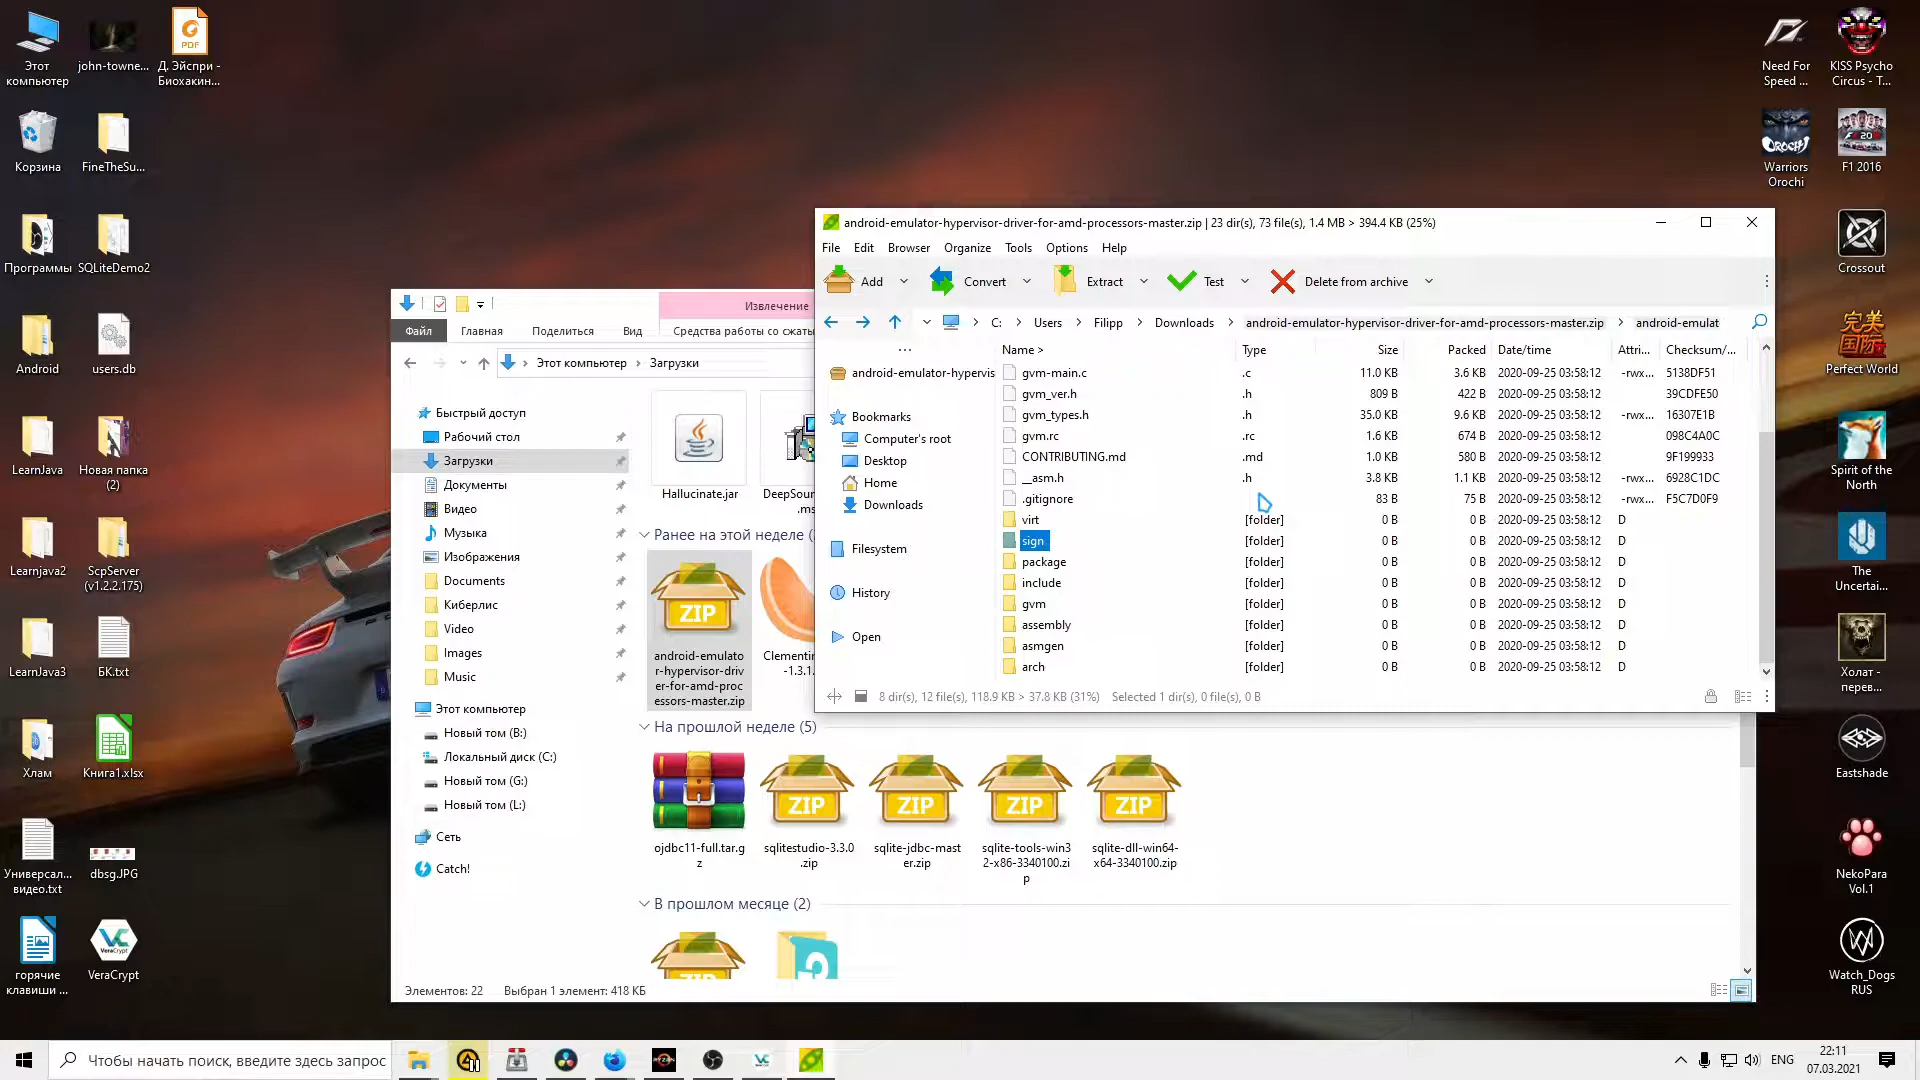 Этот компьютер
john-towne...
Д. Эйспри - Биохакин...
Корзина
FineTheSu...
Программы
SQLiteDemo2
Android
users.db
LearnJava
Новая папка (2)
Learnjava2
ScpServer (v1.2.2.175)
LearnJava3
БК.txt
Хлам
Книга1.xlsx
Универсал... видео.txt
dbsg.JPG
горячие клавиши ...
VeraCrypt
Need For Speed ...
KISS Psycho Circus - T...
Warriors Orochi
F1 2016
Crossout
Perfect World
Spirit of the North
The Uncertai...
Холат - перев...
Eastshade
NekoPara Vol.1
Watch_Dogs RUS
android-emulator-hypervisor-driver-for-amd-processors-master.zip | 23 dir(s), 73 file(s), 1.4 MB > 394.4 KB (25%)
File Edit Browser Organize Tools Options Help
Add Convert Extract Test Delete from archive
C: Users Filipp Downloads android-emulator-hypervisor-driver-for-amd-processors-master.zip android-emulat
... Name > Type Size Packed Date/time Attri... Checksum/...
android-emulator-hypervis
Bookmarks
Computer's root
Desktop
Home
Downloads
Filesystem
History
Open
gvm-main.c .c 11.0 KB 3.6 KB 2020-09-25 03:58:12 -rwx... 5138DF51
gvm_ver.h .h 809 B 422 B 2020-09-25 03:58:12 39CDFE50
gvm_types.h .h 35.0 KB 9.6 KB 2020-09-25 03:58:12 -rwx... 16307E1B
gvm.rc .rc 1.6 KB 674 B 2020-09-25 03:58:12 098C4A0C
CONTRIBUTING.md .md 1.0 KB 580 B 2020-09-25 03:58:12 9F199933
__asm.h .h 3.8 KB 1.1 KB 2020-09-25 03:58:12 -rwx... 6928C1DC
.gitignore 83 B 75 B 2020-09-25 03:58:12 -rwx... F5C7D0F9
virt [folder] 0 B 0 B 2020-09-25 03:58:12 D
sign [folder] 0 B 0 B 2020-09-25 03:58:12 D
package [folder] 0 B 0 B 2020-09-25 03:58:12 D
include [folder] 0 B 0 B 2020-09-25 03:58:12 D
gvm [folder] 0 B 0 B 2020-09-25 03:58:12 D
assembly [folder] 0 B 0 B 2020-09-25 03:58:12 D
asmgen [folder] 0 B 0 B 2020-09-25 03:58:12 D
arch [folder] 0 B 0 B 2020-09-25 03:58:12 D
8 dir(s), 12 file(s), 118.9 KB > 37.8 KB (31%) Selected 1 dir(s), 0 file(s), 0 B
Извлечение
Файл Главная Поделиться Вид Средства работы со сжаты
Этот компьютер Загрузки
Быстрый доступ
Рабочий стол
Загрузки
Документы
Видео
Музыка
Изображения
Documents
Киберлис
Video
Images
Music
Этот компьютер
Новый том (B:)
Локальный диск (C:)
Новый том (G:)
Новый том (L:)
Сеть
Catch!
Hallucinate.jar
DeepSour
.ms
Ранее на этой неделе (
ZIP
android-emulator-hypervisor-driver-for-amd-processors-master.zip
Clementin
-1.3.1.
На прошлой неделе (5)
ZIP ZIP ZIP ZIP
ojdbc11-full.tar.gz
sqlitestudio-3.3.0.zip
sqlite-jdbc-master.zip
sqlite-tools-win32-x86-3340100.zip
sqlite-dll-win64-x64-3340100.zip
В прошлом месяце (2)
ZIP
Элементов: 22 Выбран 1 элемент: 418 КБ
Чтобы начать поиск, введите здесь запрос
RYZEN
ENG
22:11
07.03.2021